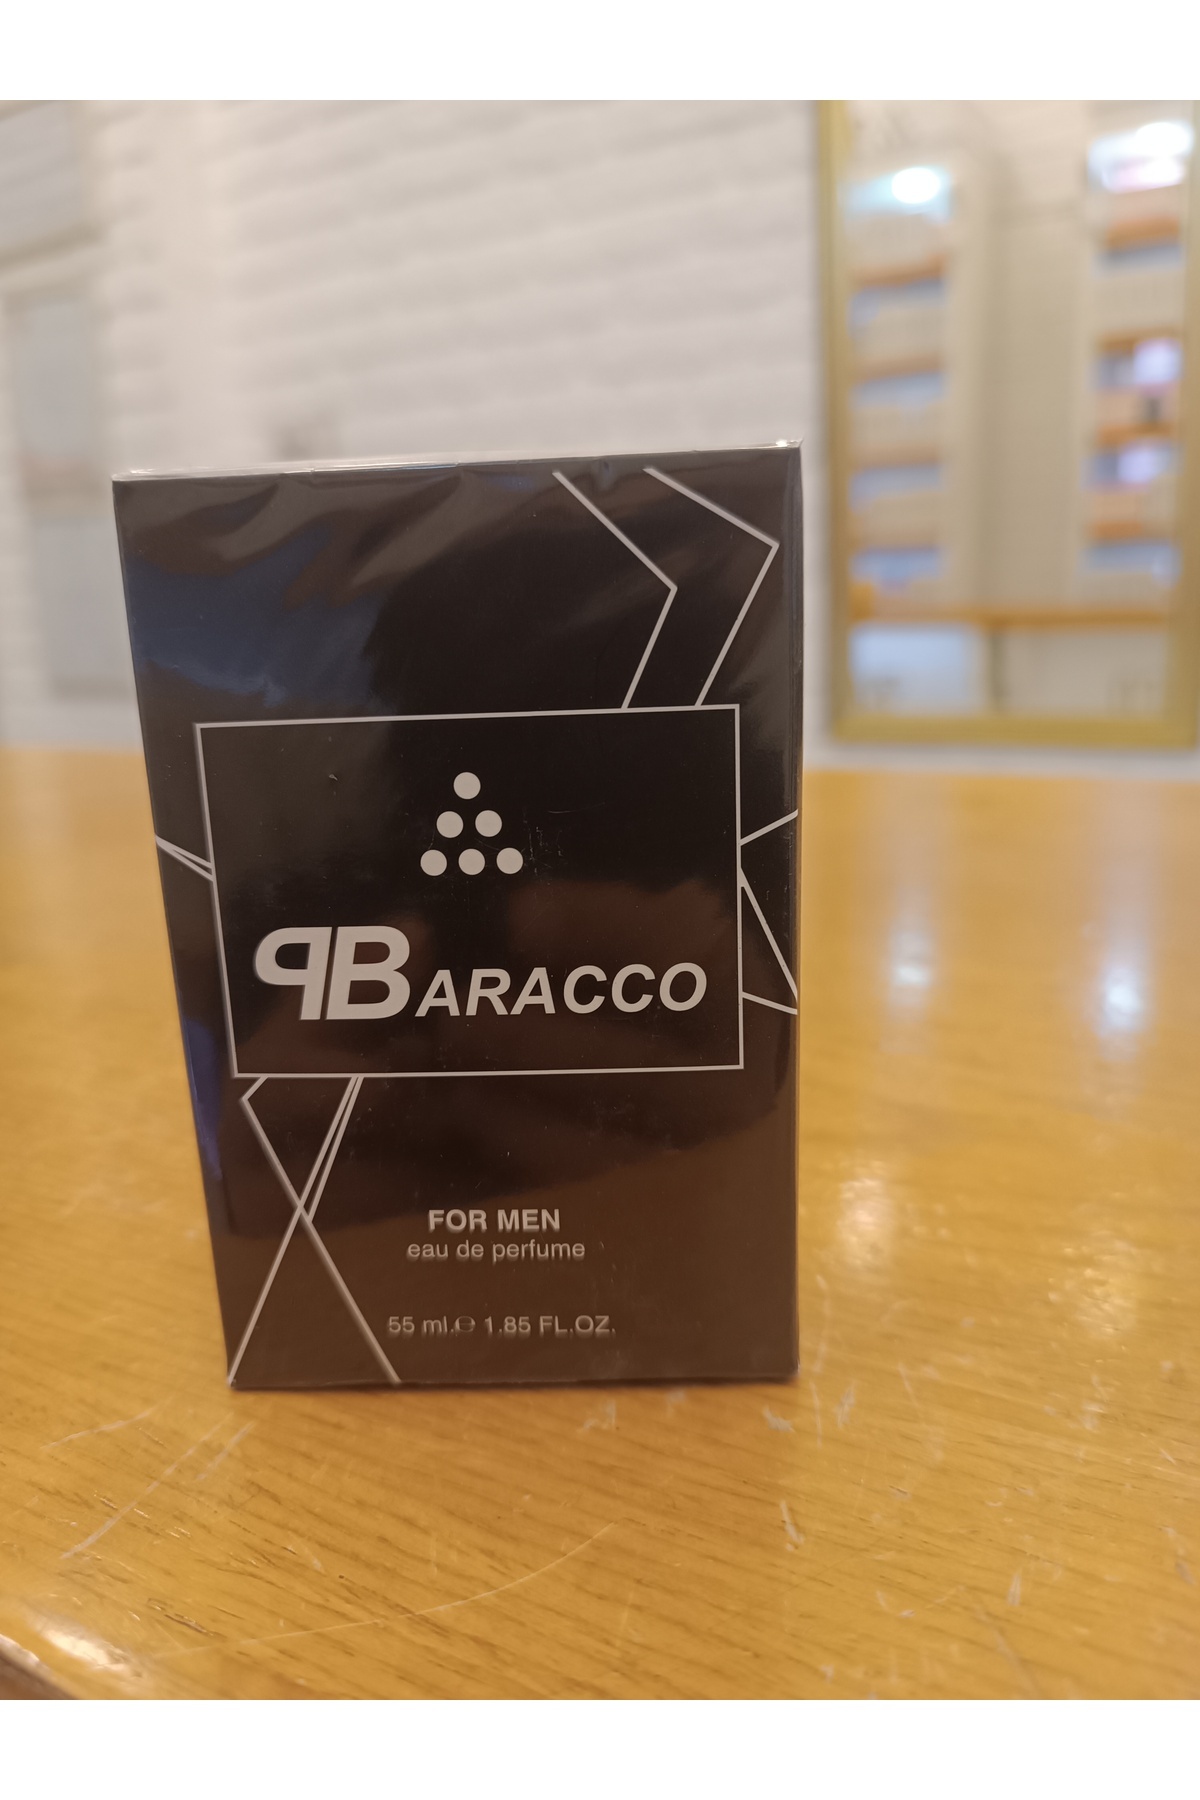 PBARACCO
FOR MEN
eau de perfume
55 ml.℮ 1.85 FL.OZ.